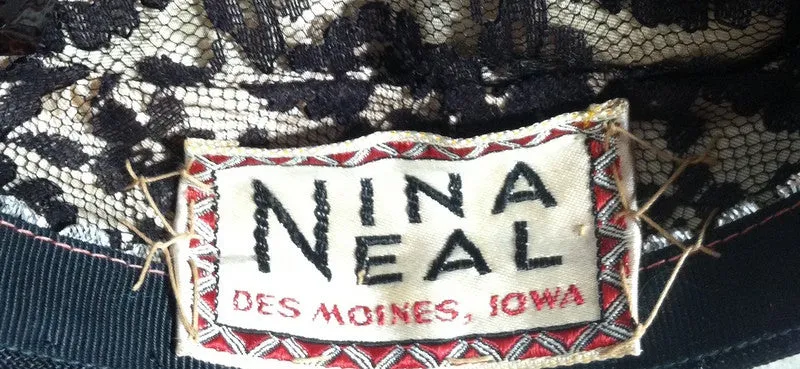 NINA
NEAL
DES MOINES, IOWA